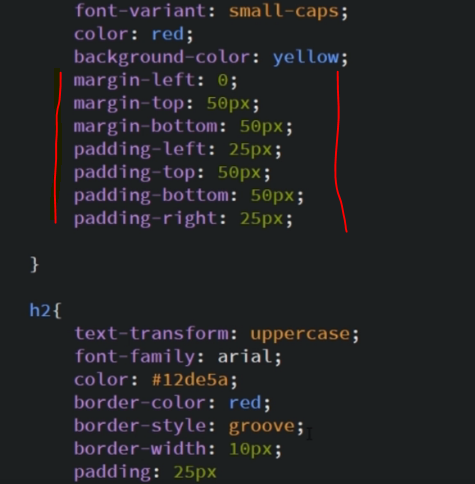 font-variant: small-caps;
color: red;
background-color: yellow;
margin-left: 0;
margin-top: 50px;
margin-bottom: 50px;
padding-left: 25px;
padding-top: 50px;
padding-bottom: 50px;
padding-right: 25px;
}
h2{
text-transform: uppercase;
font-family: arial;
color: #12de5a;
border-color: red;
border-style: groove;
border-width: 10px;
padding: 25px